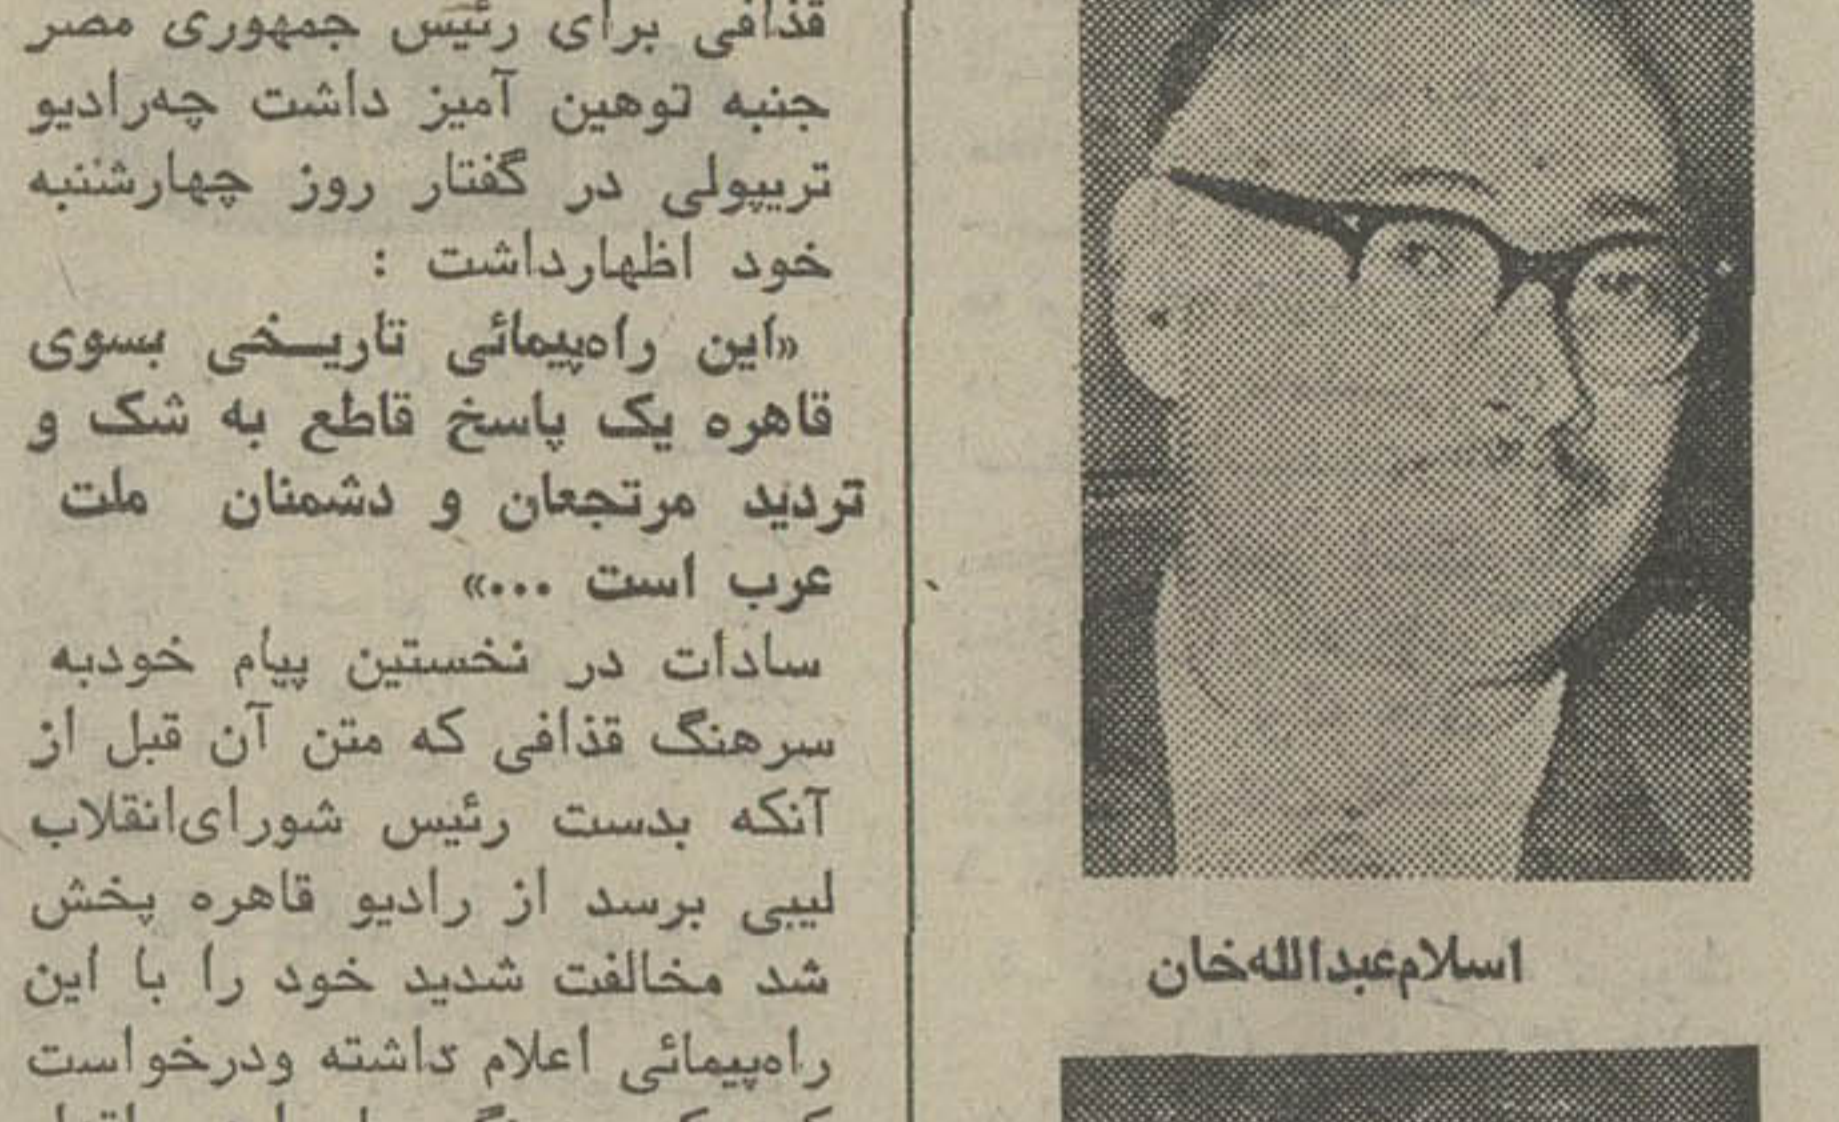 قذافی برای رئیس جمهوری مصر
جنبه توهین آمیز داشت چه‌رادیو
تریپولی در گفتار روز چهارشنبه
خود اظهارداشت :
«این راه‌پیمائی تاریخی بسوی
قاهره یک پاسخ قاطع به شک و
تردید مرتجعان و دشمنان ملت
عرب است ...»
سادات در نخستین پیام خودبه
سرهنگ قذافی که متن آن قبل از
آنکه بدست رئیس شورای‌انقلاب
لیبی برسد از رادیو قاهره پخش
شد مخالفت شدید خود را با این
راه‌پیمائی اعلام داشته ودرخواست
اسلام‌عبدالله‌خان